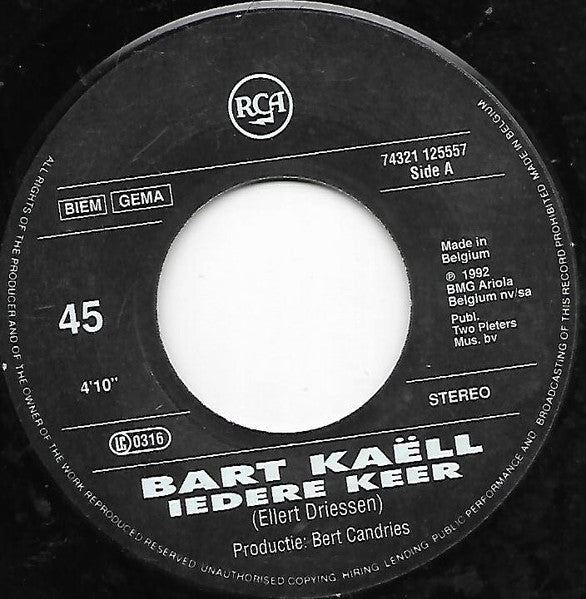 RCA
74321 125557
Side A
BIEM GEMA
Made in
Belgium
℗ 1992
BMG Ariola
Belgium nv/sa
Publ.
Two Pieters
Mus. bv
45
4'10"
STEREO
LC 0316
BART KAËLL
IEDERE KEER
(Ellert Driessen)
Productie: Bert Candries
ALL RIGHTS OF THE PRODUCER AND OF THE OWNER OF THE WORK REPRODUCED RESERVED. UNAUTHORISED COPYING, HIRING, LENDING, PUBLIC PERFORMANCE AND BROADCASTING OF THIS RECORD PROHIBITED MADE IN BELGIUM